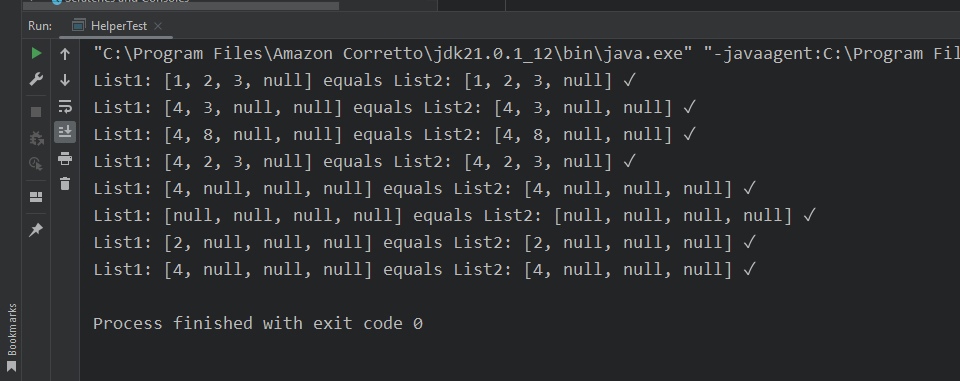 Scratches and Consoles
Run: HelperTest
"C:\Program Files\Amazon Corretto\jdk21.0.1_12\bin\java.exe" "-javaagent:C:\Program Fil
List1: [1, 2, 3, null] equals List2: [1, 2, 3, null] ✓
List1: [4, 3, null, null] equals List2: [4, 3, null, null] ✓
List1: [4, 8, null, null] equals List2: [4, 8, null, null] ✓
List1: [4, 2, 3, null] equals List2: [4, 2, 3, null] ✓
List1: [4, null, null, null] equals List2: [4, null, null, null] ✓
List1: [null, null, null, null] equals List2: [null, null, null, null] ✓
List1: [2, null, null, null] equals List2: [2, null, null, null] ✓
List1: [4, null, null, null] equals List2: [4, null, null, null] ✓
Process finished with exit code 0
Bookmarks